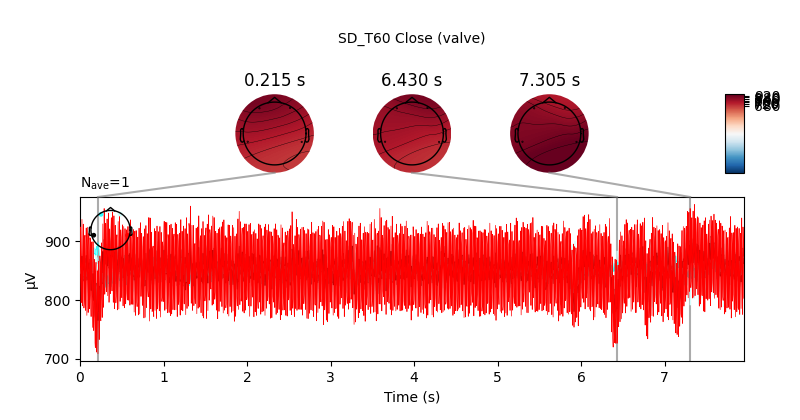 SD_T60 Close (valve)
0.215 s 6.430 s 7.305 s
Nave=1
900
800
700
µV
0 1 2 3 4 5 6 7
Time (s)